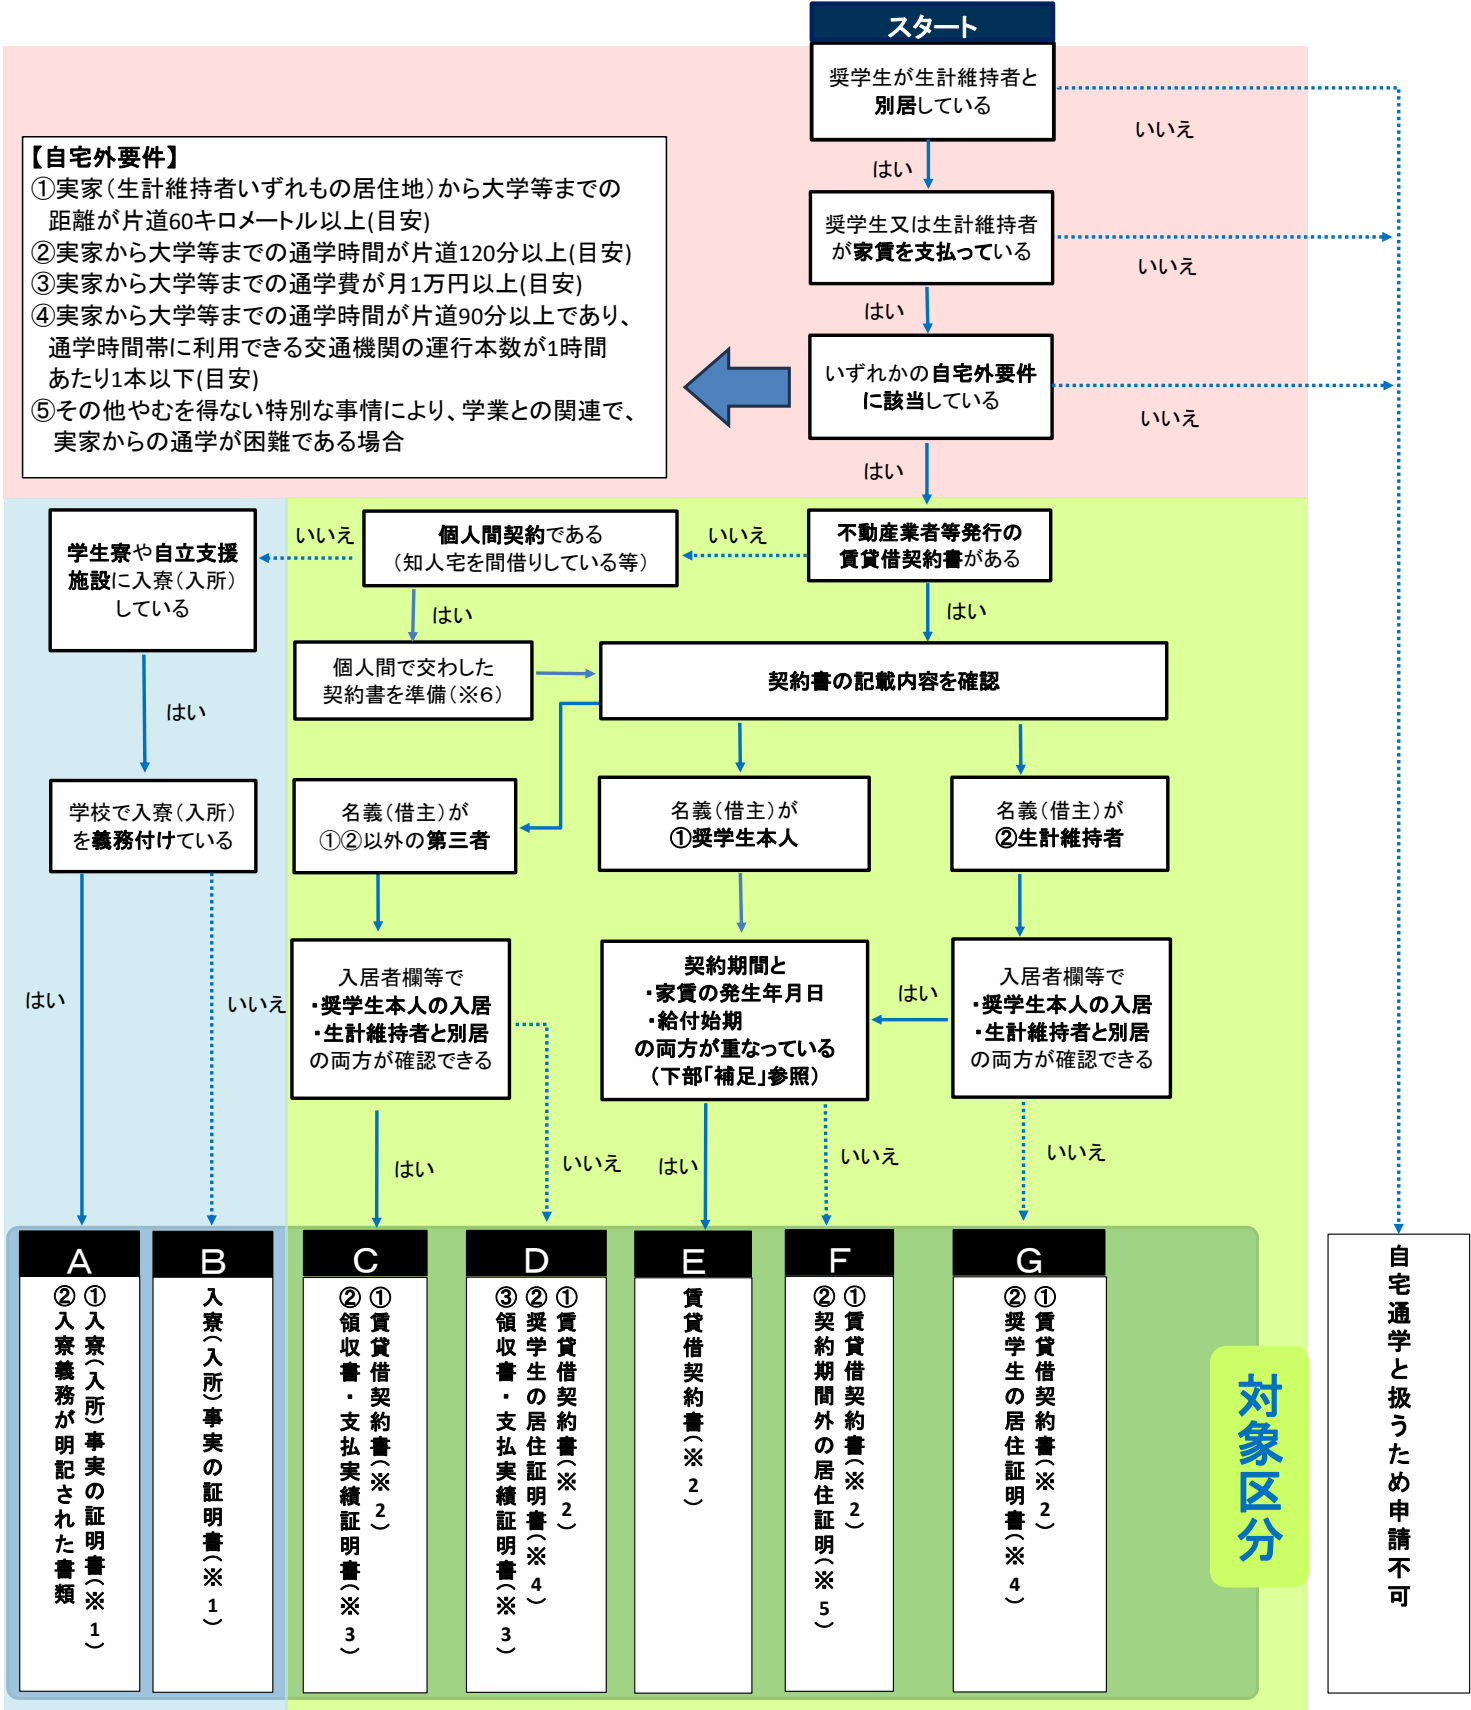 スタート
奨学生が生計維持者と
別居している
いいえ
はい
【自宅外要件】
①実家（生計維持者いずれもの居住地）から大学等までの
距離が片道60キロメートル以上(目安)
②実家から大学等までの通学時間が片道120分以上(目安)
③実家から大学等までの通学費が月1万円以上(目安)
④実家から大学等までの通学時間が片道90分以上であり、
通学時間帯に利用できる交通機関の運行本数が1時間
あたり1本以下(目安)
⑤その他やむを得ない特別な事情により、学業との関連で、
実家からの通学が困難である場合
奨学生又は生計維持者
が家賃を支払っている
いいえ
はい
いずれかの自宅外要件
に該当している
いいえ
はい
不動産業者等発行の
賃貸借契約書がある
いいえ
はい
個人間契約である
（知人宅を間借りしている等）
いいえ
はい
学生寮や自立支援
施設に入寮（入所）
している
はい
個人間で交わした
契約書を準備（※６）
契約書の記載内容を確認
学校で入寮（入所）
を義務付けている
はい
いいえ
名義（借主）が
①②以外の第三者
名義（借主）が
①奨学生本人
名義（借主）が
②生計維持者
入居者欄等で
・奨学生本人の入居
・生計維持者と別居
の両方が確認できる
はい
いいえ
契約期間と
・家賃の発生年月日
・給付始期
の両方が重なっている
（下部「補足」参照）
はい
いいえ
はい
入居者欄等で
・奨学生本人の入居
・生計維持者と別居
の両方が確認できる
いいえ
A
①入寮（入所）事実の証明書（※1）
②入寮義務が明記された書類
B
入寮（入所）事実の証明書（※1）
C
①賃貸借契約書（※2）
②領収書・支払実績証明書（※3）
D
①賃貸借契約書（※2）
②奨学生の居住証明書（※4）
③領収書・支払実績証明書（※3）
E
賃貸借契約書（※2）
F
①賃貸借契約書（※2）
②契約期間外の居住証明（※5）
G
①賃貸借契約書（※2）
②奨学生の居住証明書（※4）
対象区分
自宅通学と扱うため申請不可